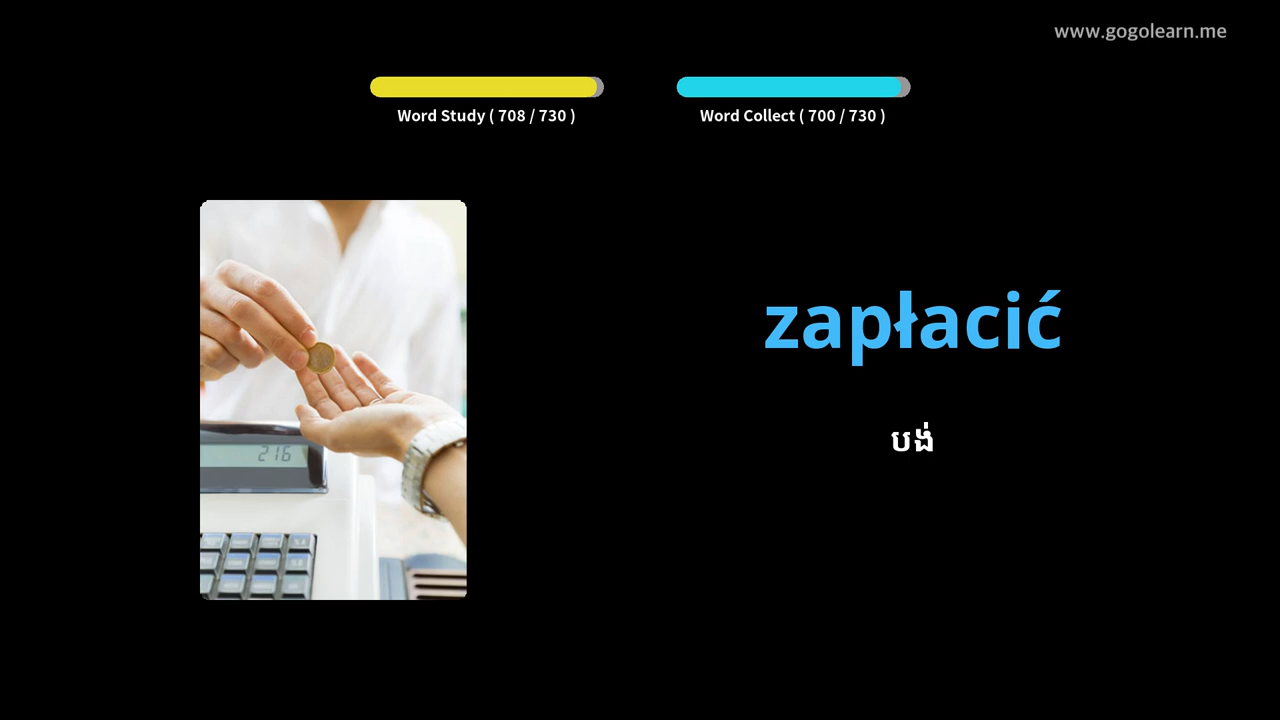 www.gogolearn.me
Word Study ( 708 / 730 )
Word Collect ( 700 / 730 )
216
zapłacić
បង់